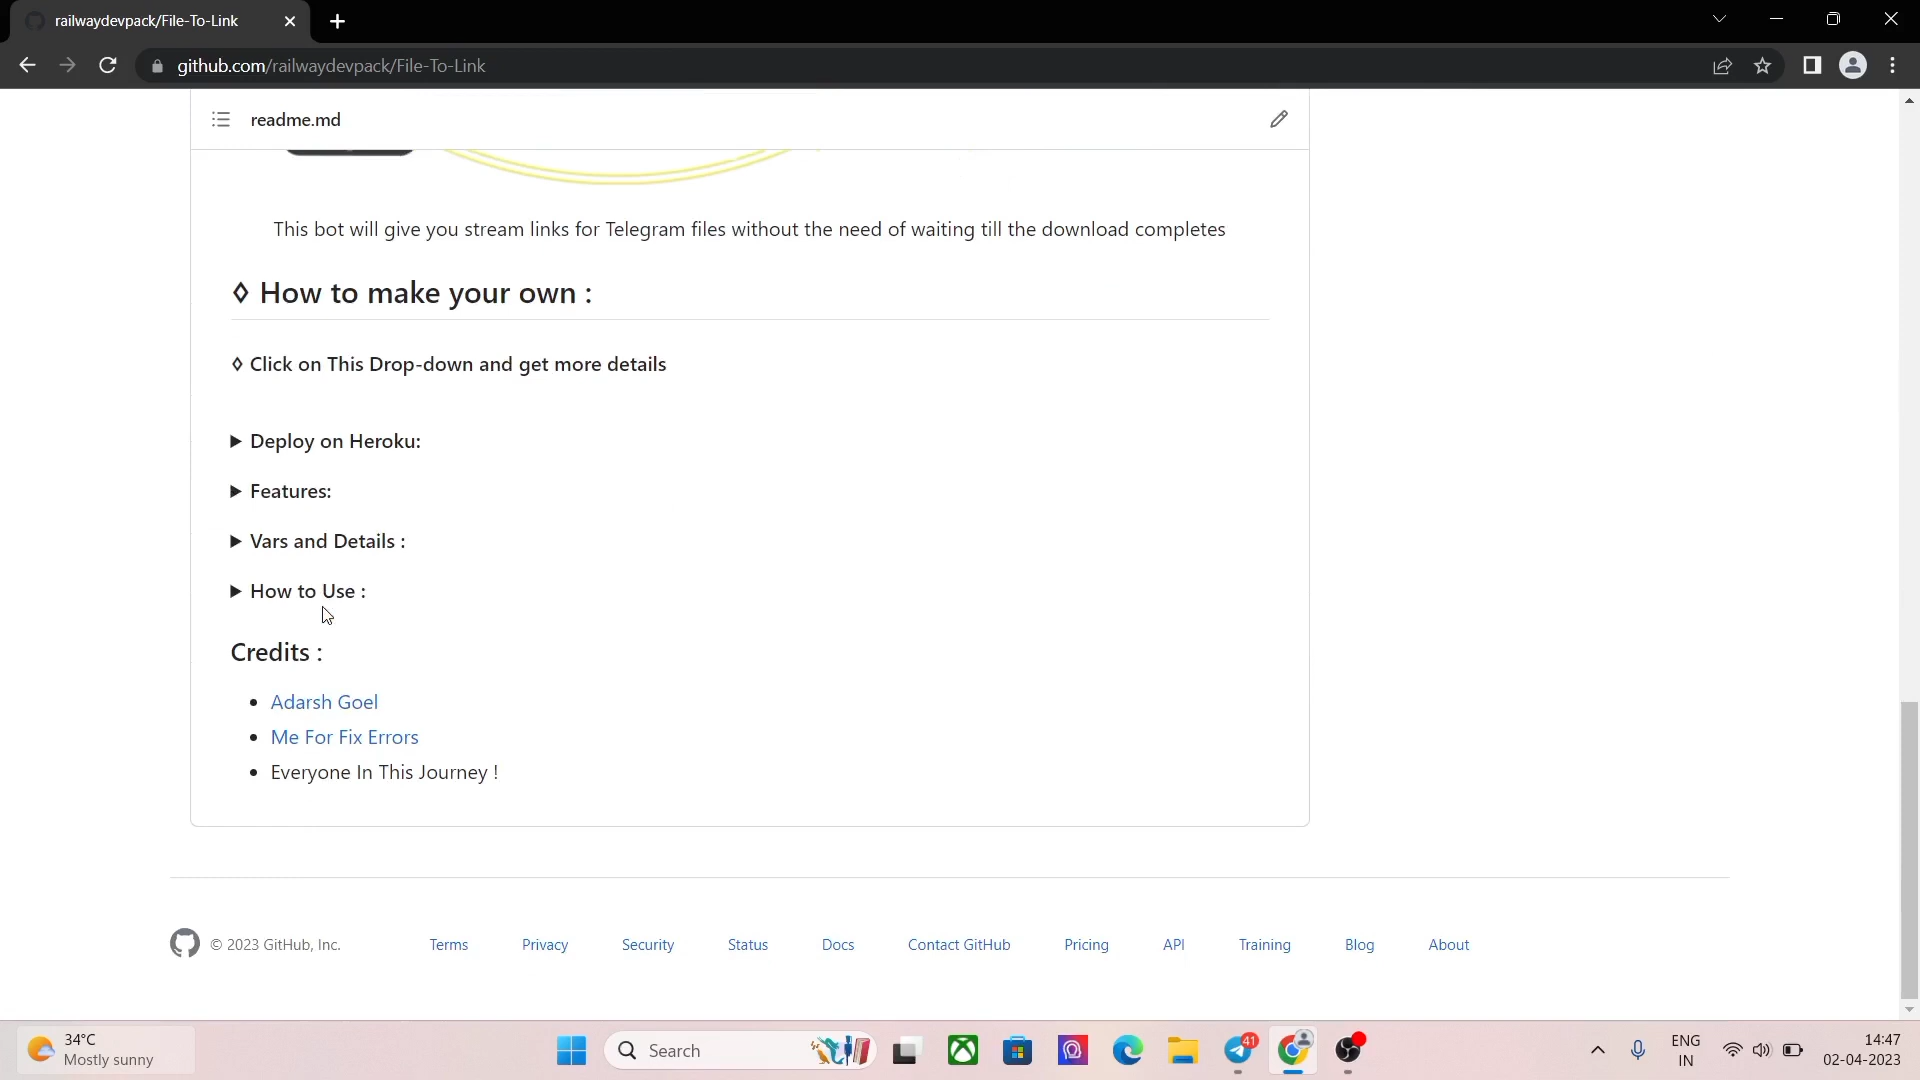 railwaydevpack/File-To-Link
github.com/railwaydevpack/File-To-Link
readme.md
This bot will give you stream links for Telegram files without the need of waiting till the download completes
◊ How to make your own :
◊ Click on This Drop-down and get more details
▶ Deploy on Heroku:
▶ Features:
▶ Vars and Details :
▶ How to Use :
Credits :
• Adarsh Goel
• Me For Fix Errors
• Everyone In This Journey !
© 2023 GitHub, Inc. Terms Privacy Security Status Docs Contact GitHub Pricing API Training Blog About
34°C
Mostly sunny
Search
41
ENG
IN
14:47
02-04-2023